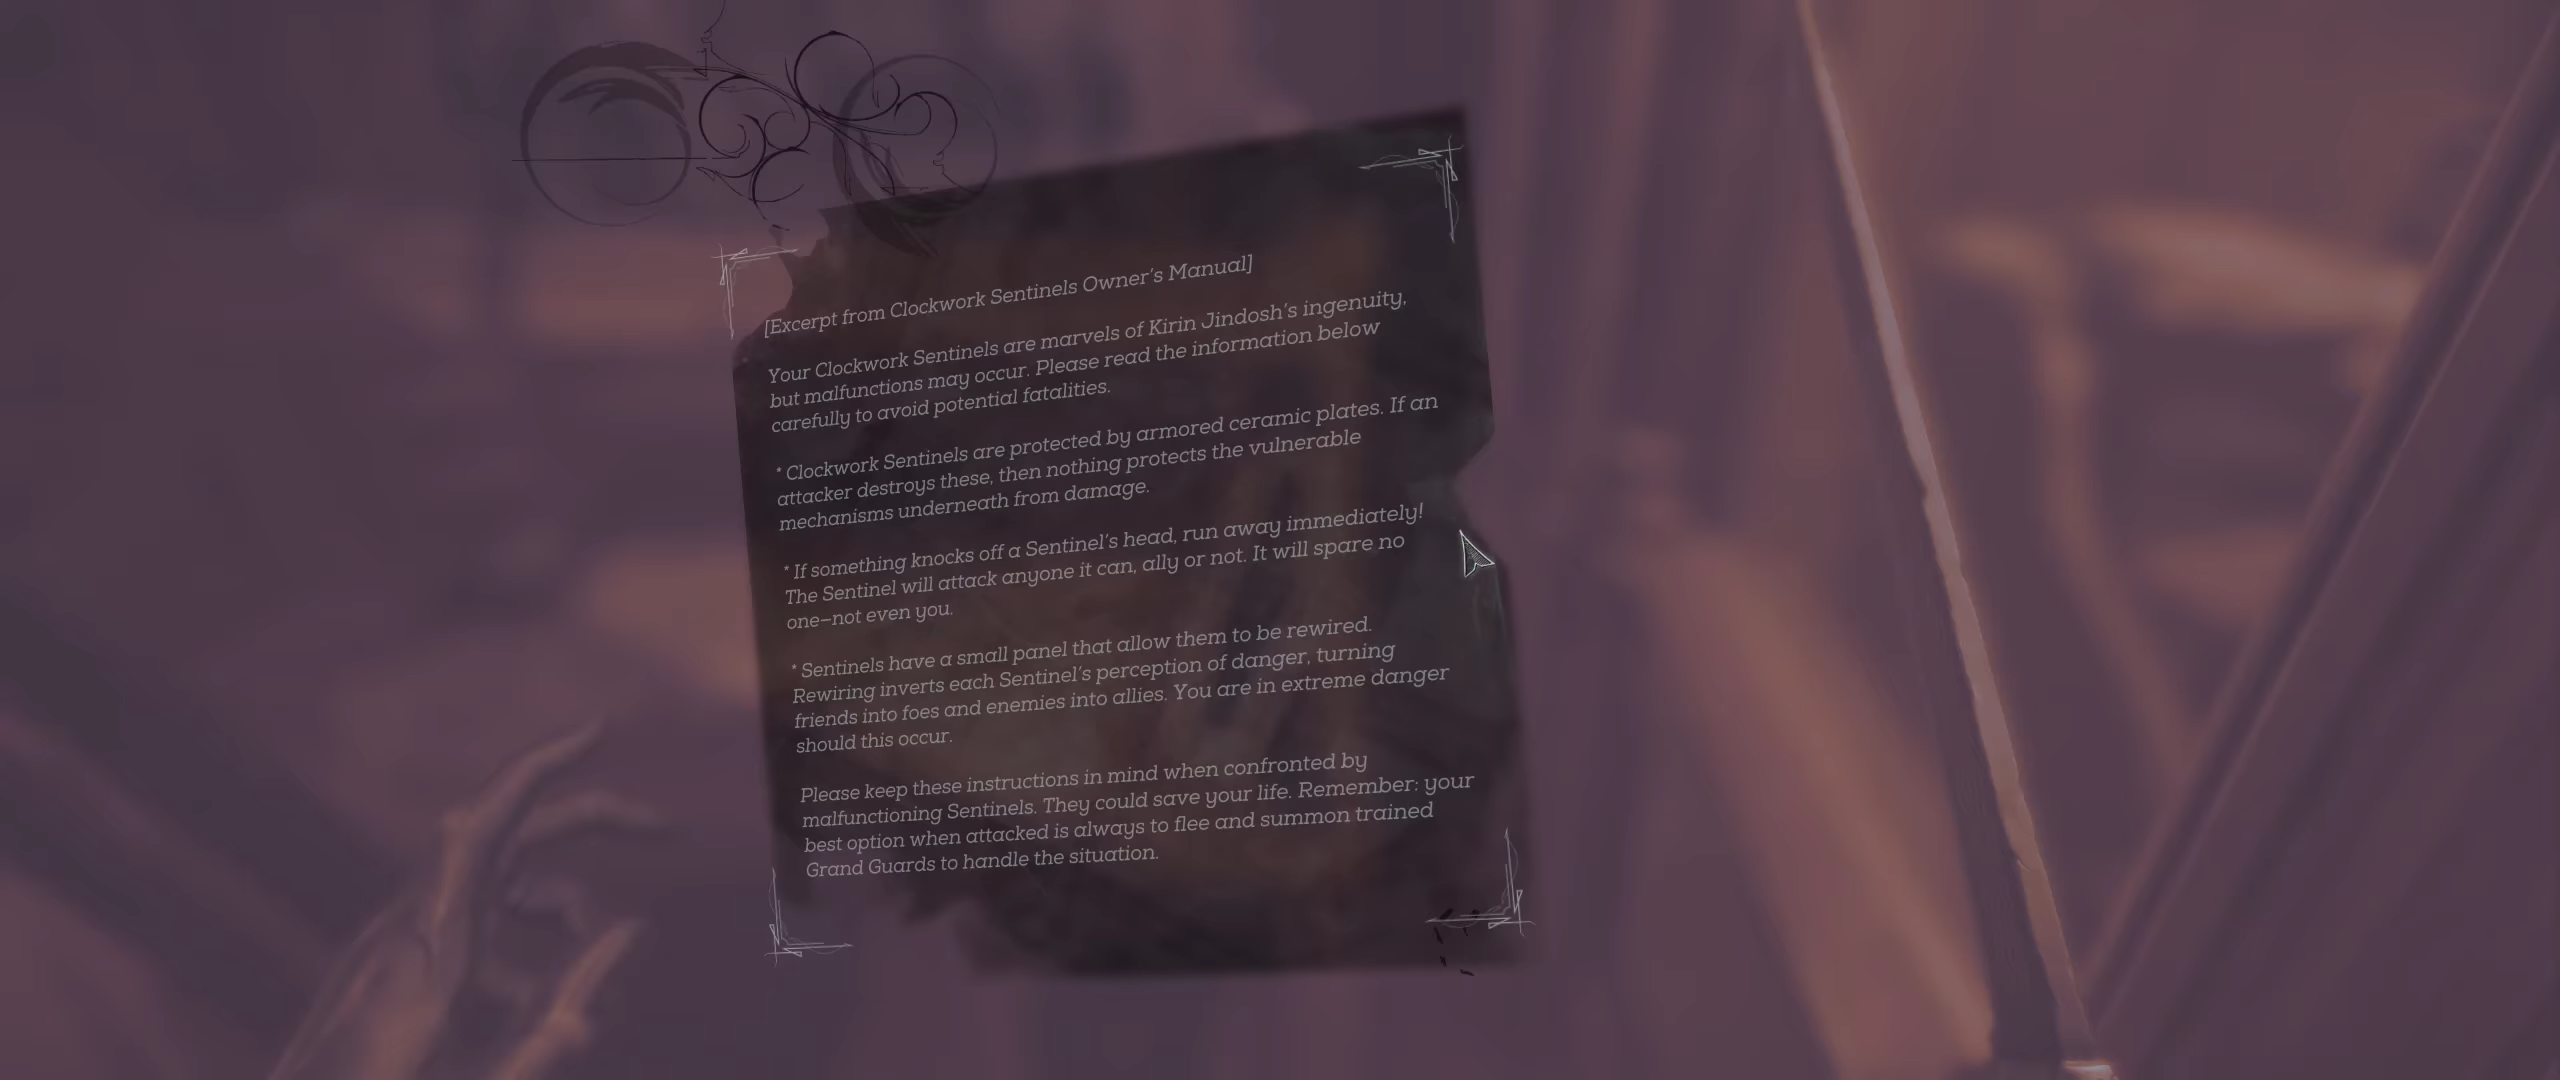 [Excerpt from Clockwork Sentinels Owner's Manual]
Your Clockwork Sentinels are marvels of Kirin Jindosh's ingenuity,
but malfunctions may occur. Please read the information below
carefully to avoid potential fatalities.
* Clockwork Sentinels are protected by armored ceramic plates. If an
attacker destroys these, then nothing protects the vulnerable
mechanisms underneath from damage.
* If something knocks off a Sentinel's head, run away immediately!
The Sentinel will attack anyone it can, ally or not. It will spare no
one—not even you.
* Sentinels have a small panel that allow them to be rewired.
Rewiring inverts each Sentinel's perception of danger, turning
friends into foes and enemies into allies. You are in extreme danger
should this occur.
Please keep these instructions in mind when confronted by
malfunctioning Sentinels. They could save your life. Remember: your
best option when attacked is always to flee and summon trained
Grand Guards to handle the situation.